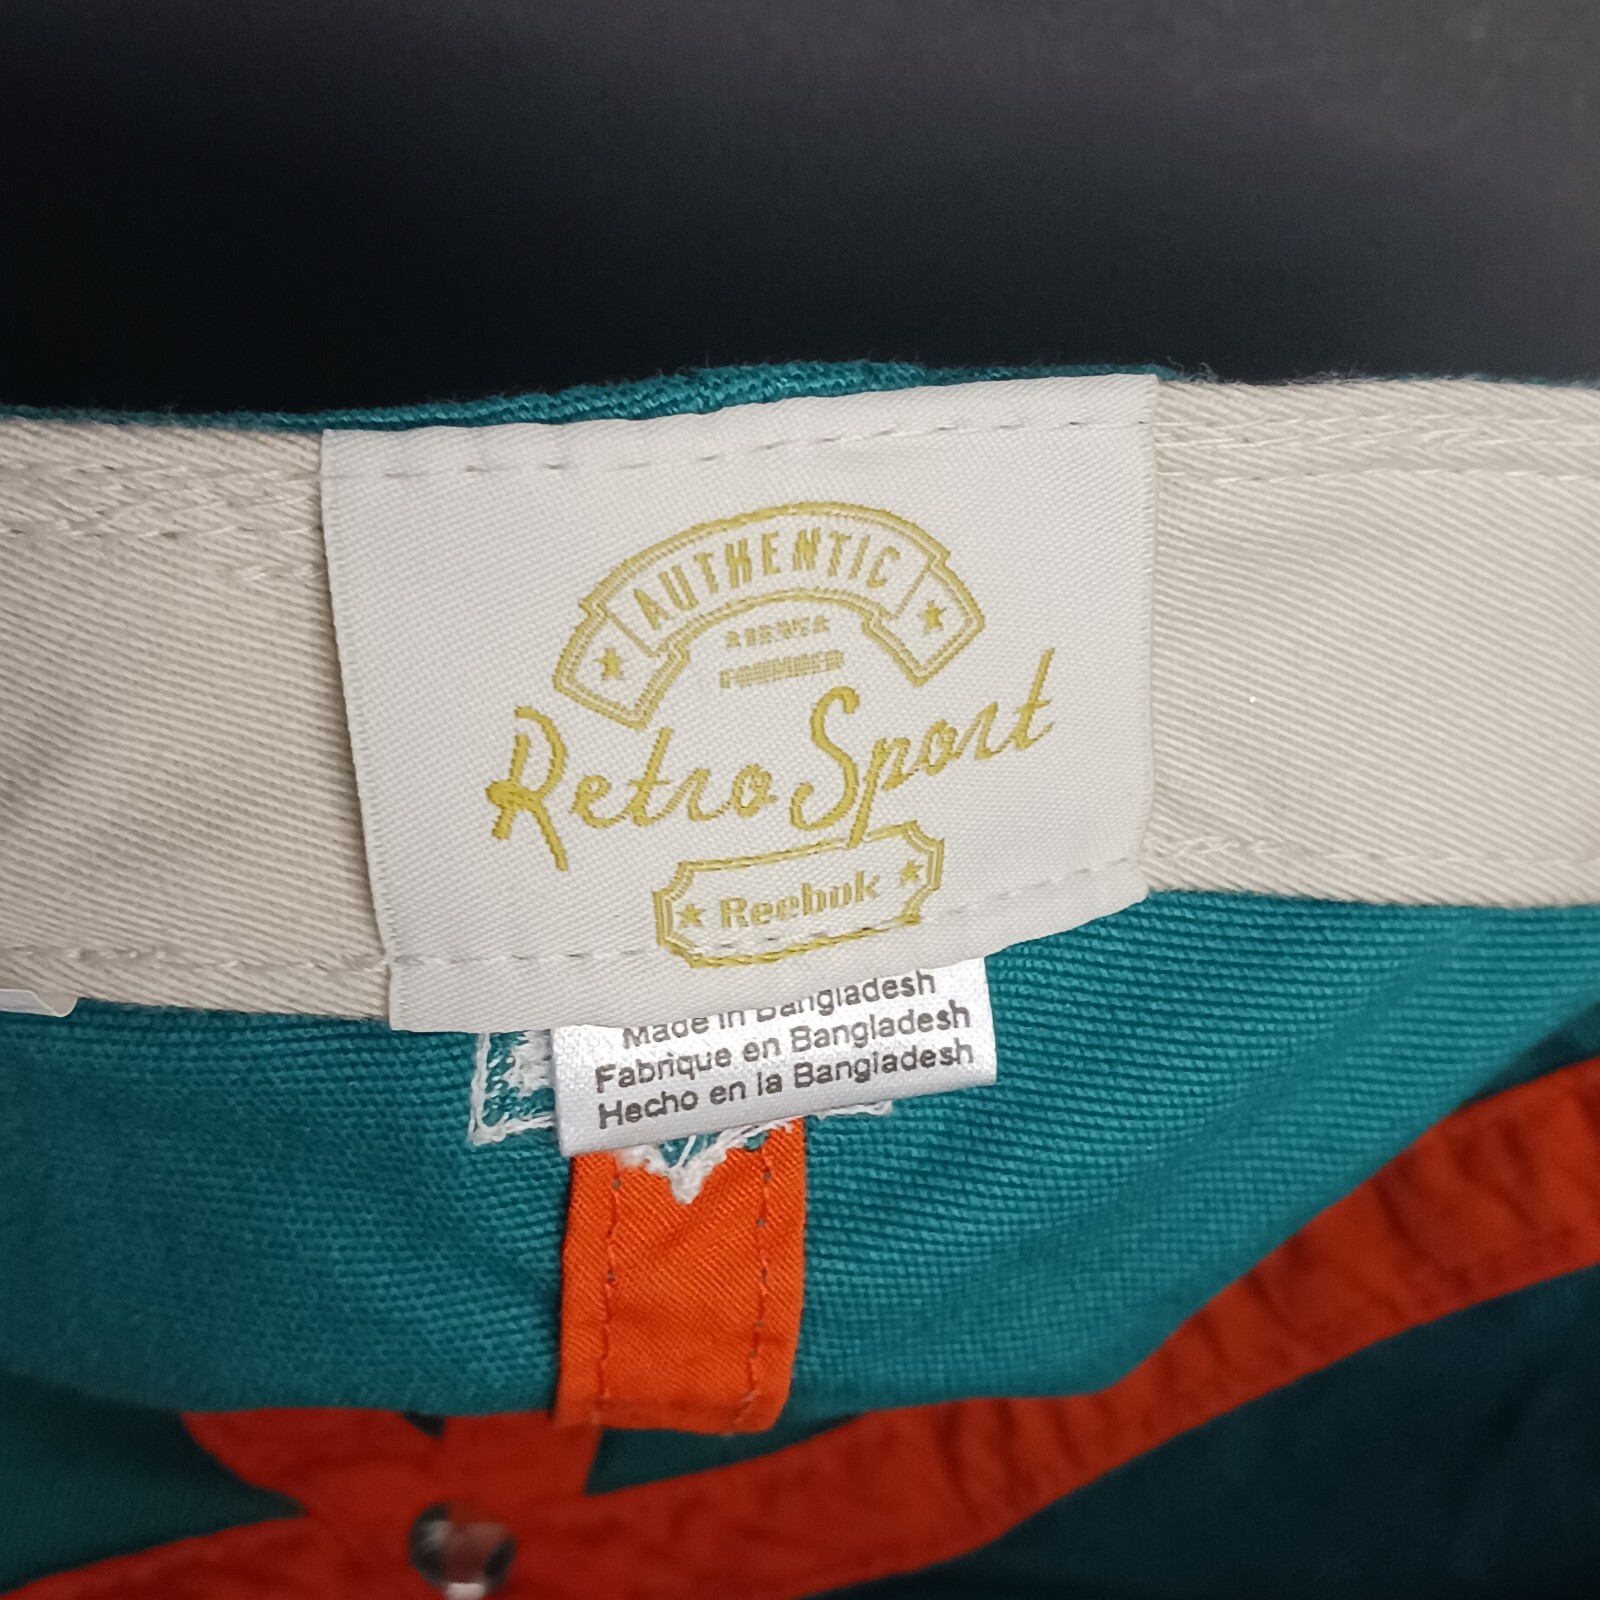 AUTHENTIC
Retro Sport
Reebok
Made in Bangladesh
Fabrique en Bangladesh
Hecho en la Bangladesh